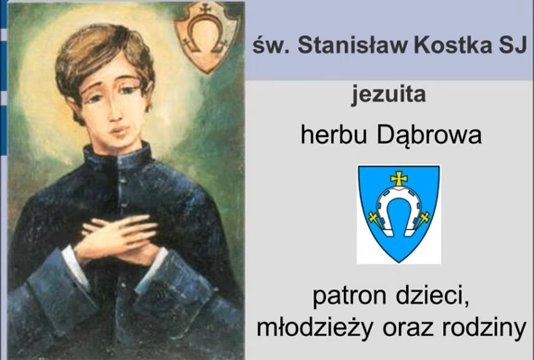 św. Stanisław Kostka SJ
jezuita
herbu Dąbrowa
patron dzieci,
młodzieży oraz rodziny